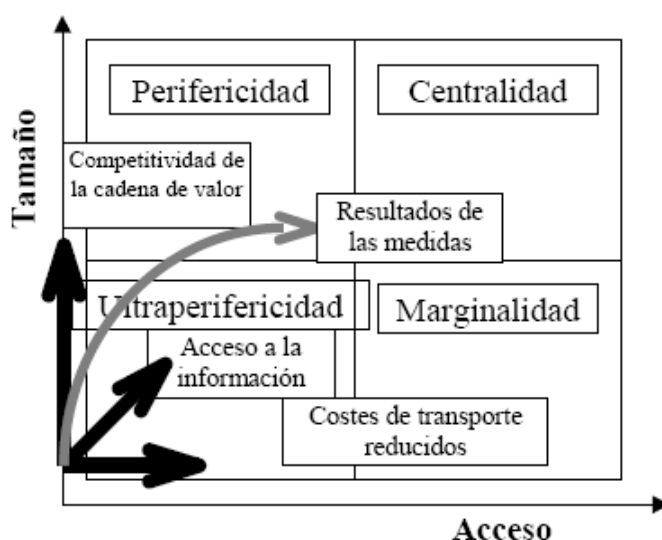 Tamaño
Perifericidad
Centralidad
Competitividad de
la cadena de valor
Resultados de
las medidas
Ultraperifericidad
Marginalidad
Acceso a la
información
Costes de transporte
reducidos
Acceso